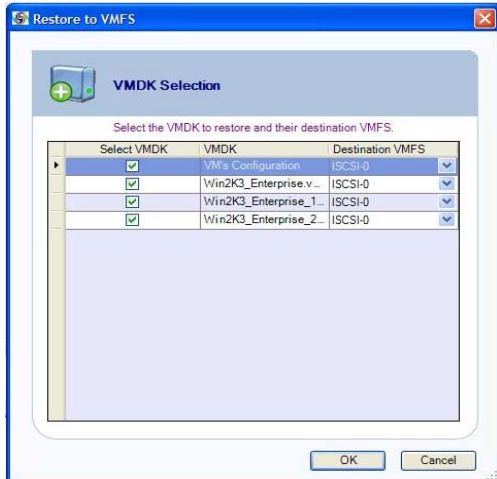 Restore to VMFS
VMDK Selection
Select the VMDK to restore and their destination VMFS.
Select VMDK VMDK Destination VMFS
VM's Configuration ISCSI-0
Win2K3_Enterprise.v... ISCSI-0
Win2K3_Enterprise_1... ISCSI-0
Win2K3_Enterprise_2... ISCSI-0
OK Cancel